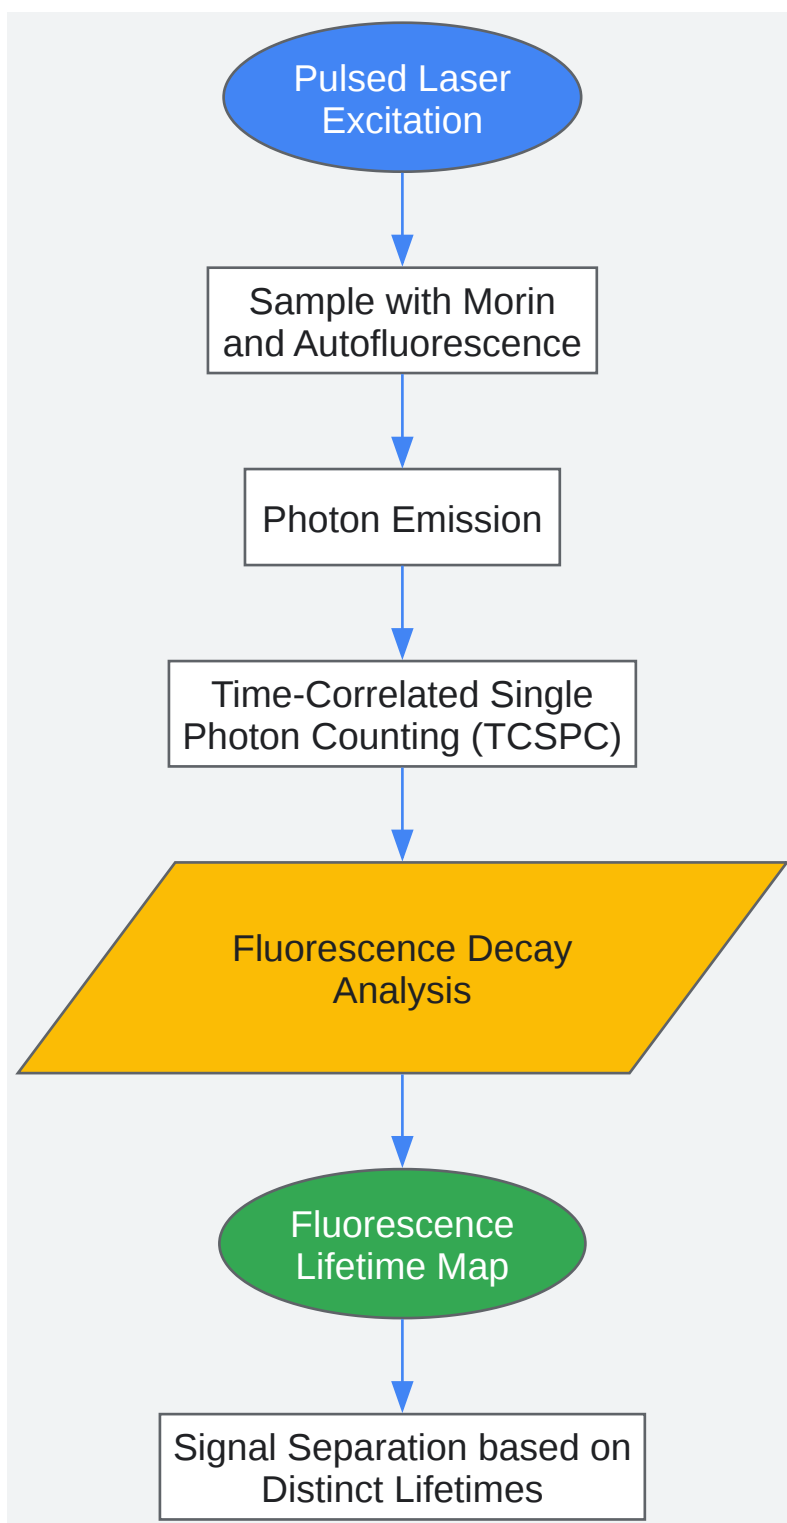 Pulsed Laser
Excitation
Sample with Morin
and Autofluorescence
Photon Emission
Time-Correlated Single
Photon Counting (TCSPC)
Fluorescence Decay
Analysis
Fluorescence
Lifetime Map
Signal Separation based on
Distinct Lifetimes